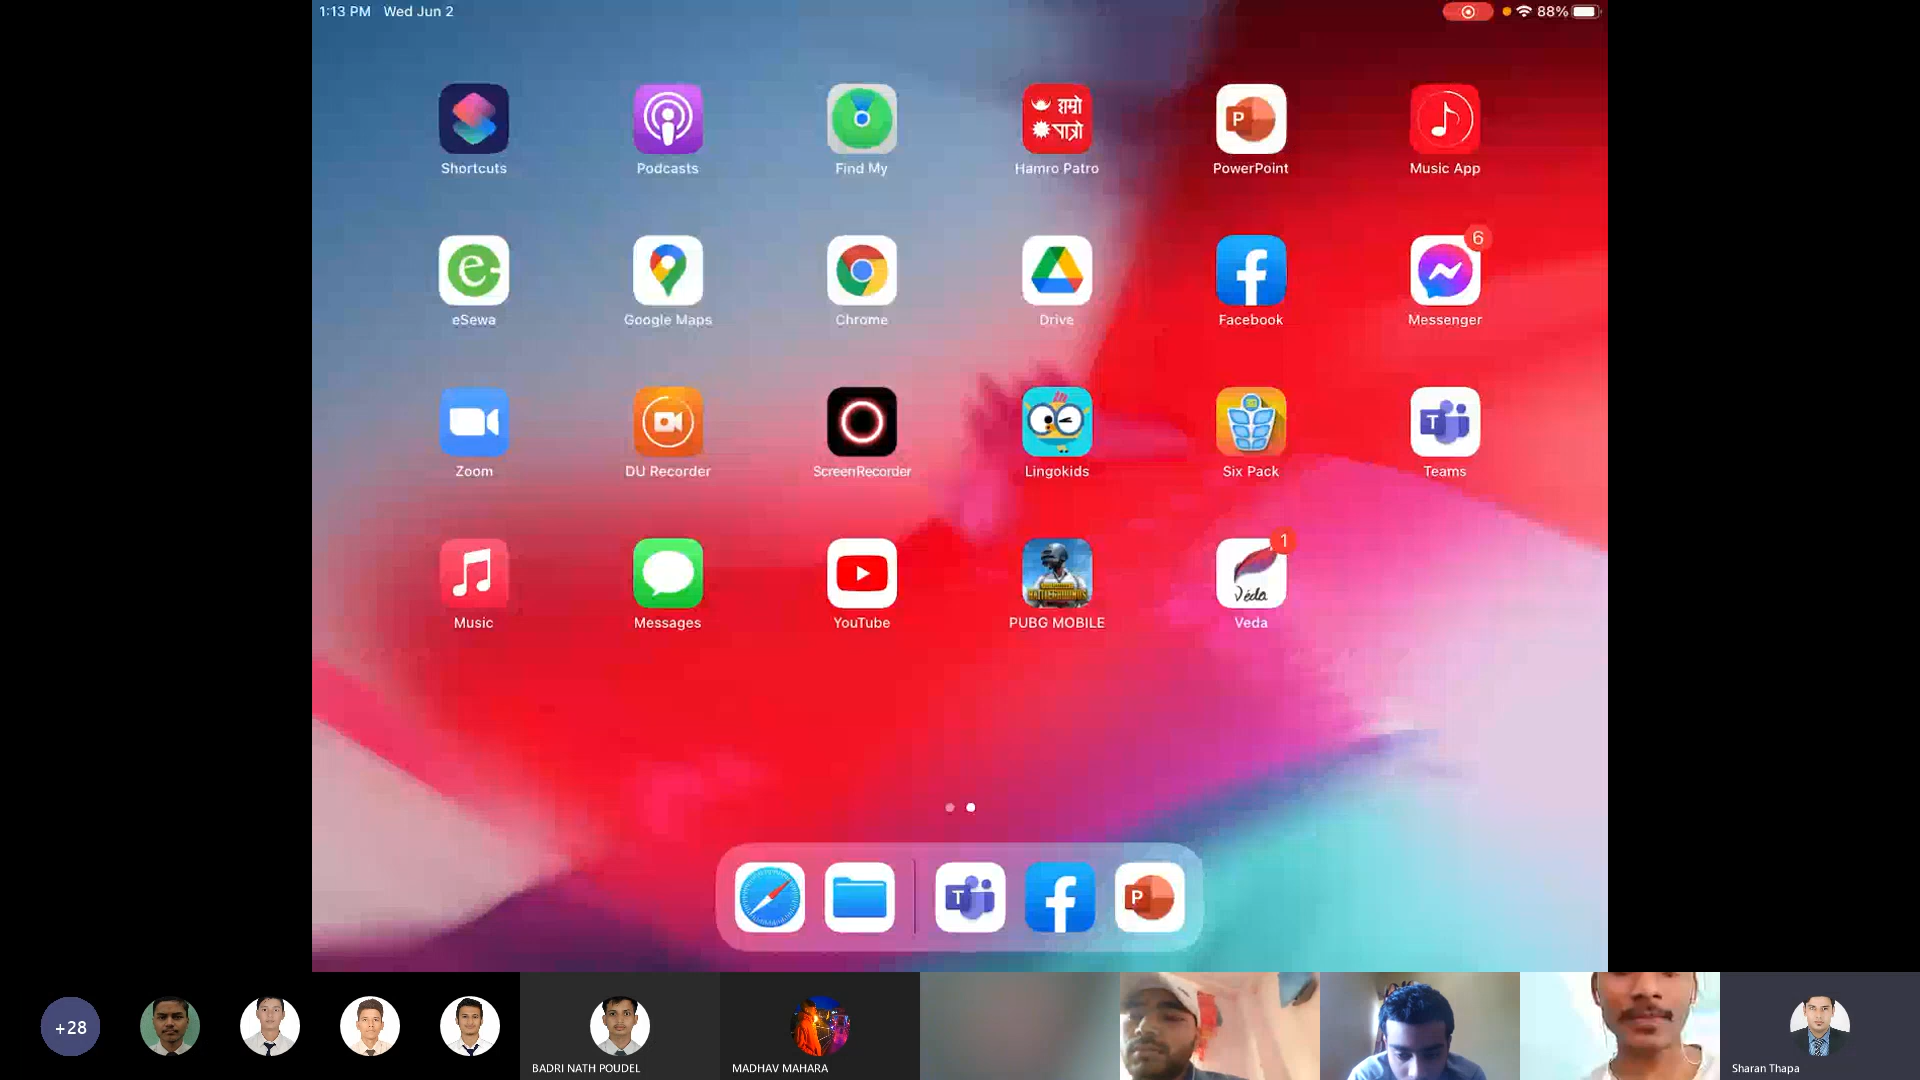 1:13 PM Wed Jun 2
88%
हाम्रो
पात्रो
P
Shortcuts
Podcasts
Find My
Hamro Patro
PowerPoint
Music App
6
eSewa
Google Maps
Chrome
Drive
Facebook
Messenger
T
Zoom
DU Recorder
ScreenRecorder
Lingokids
Six Pack
Teams
1
BATTLEGROUNDS
Veda
Music
Messages
YouTube
PUBG MOBILE
Veda
T
P
+28
BADRI NATH POUDEL
MADHAV MAHARA
Sharan Thapa